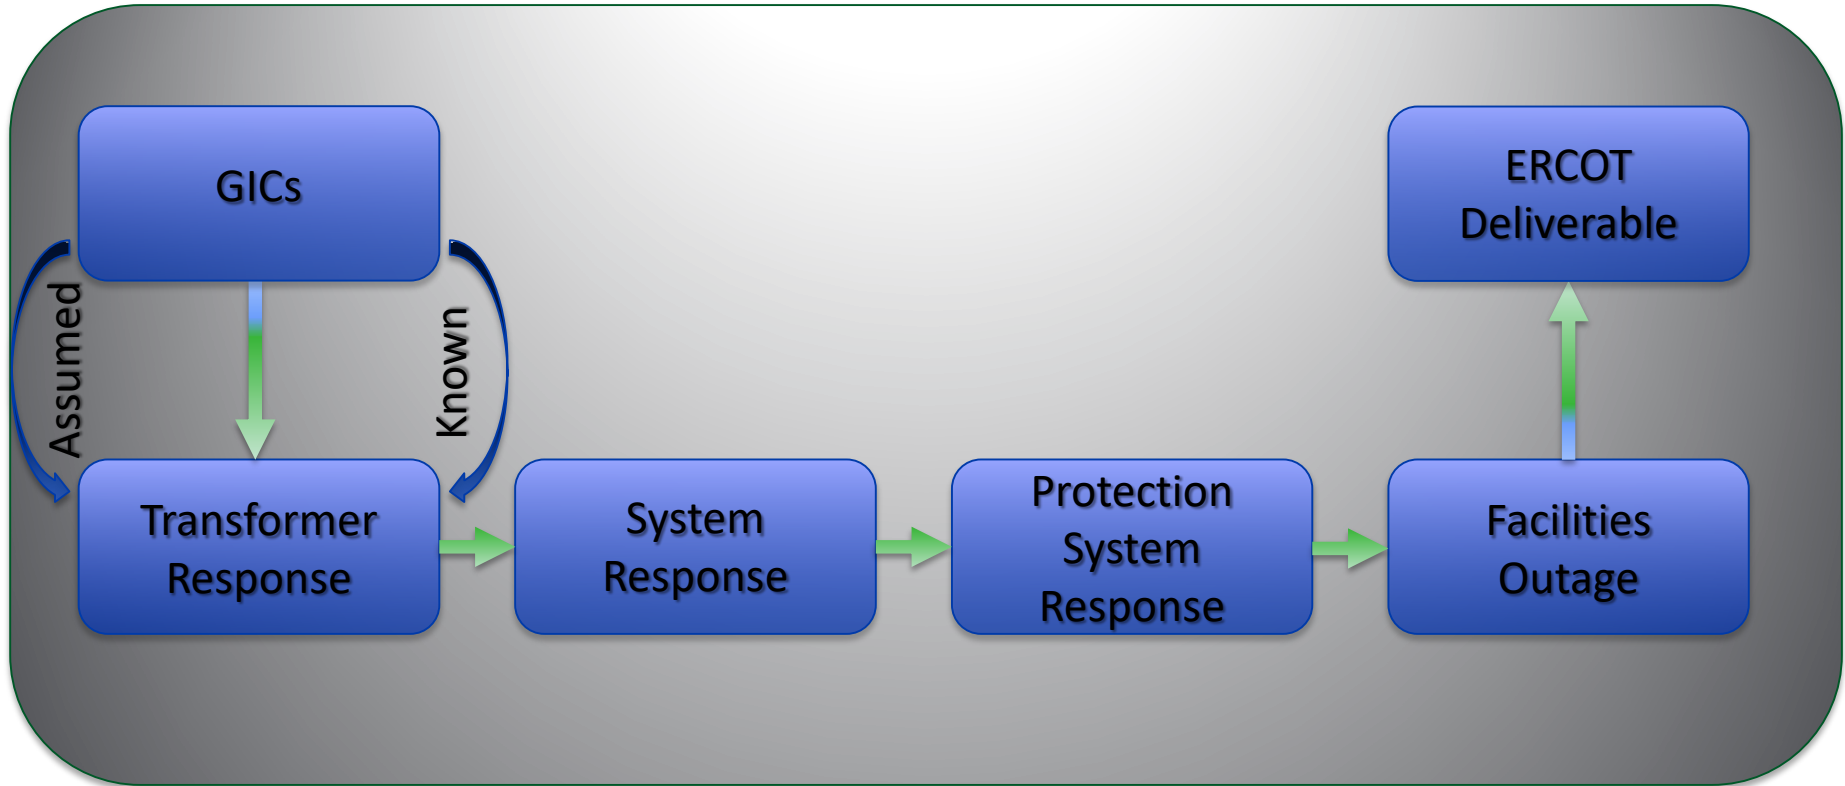 GICs
ERCOT
Deliverable
Assumed
Known
Transformer
Response
System
Response
Protection
System
Response
Facilities
Outage